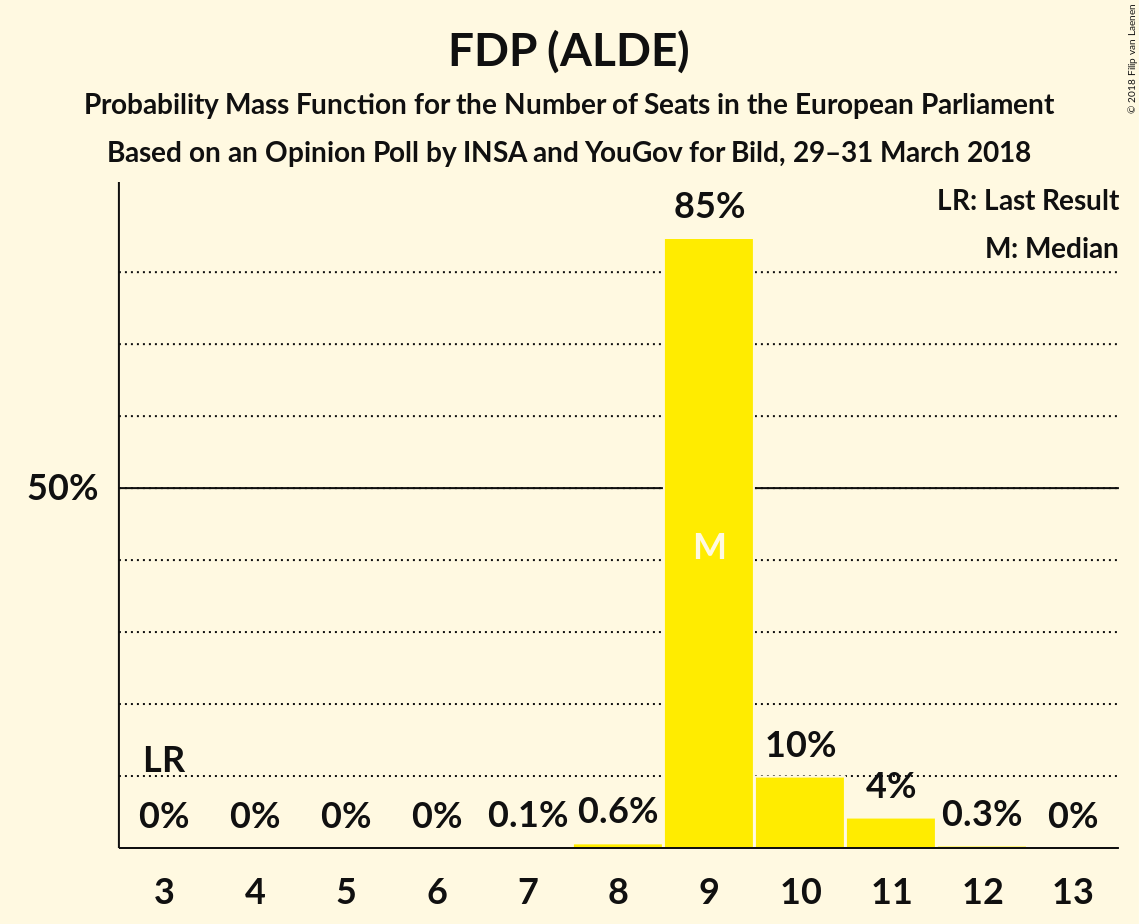 FDP (ALDE)
Probability Mass Function for the Number of Seats in the European Parliament
Based on an Opinion Poll by INSA and YouGov for Bild, 29–31 March 2018
© 2018 Filip van Laenen
LR: Last Result
M: Median
85%
50%
M
LR
0% 0% 0% 0% 0.1% 0.6% 10% 4% 0.3% 0%
3 4 5 6 7 8 9 10 11 12 13